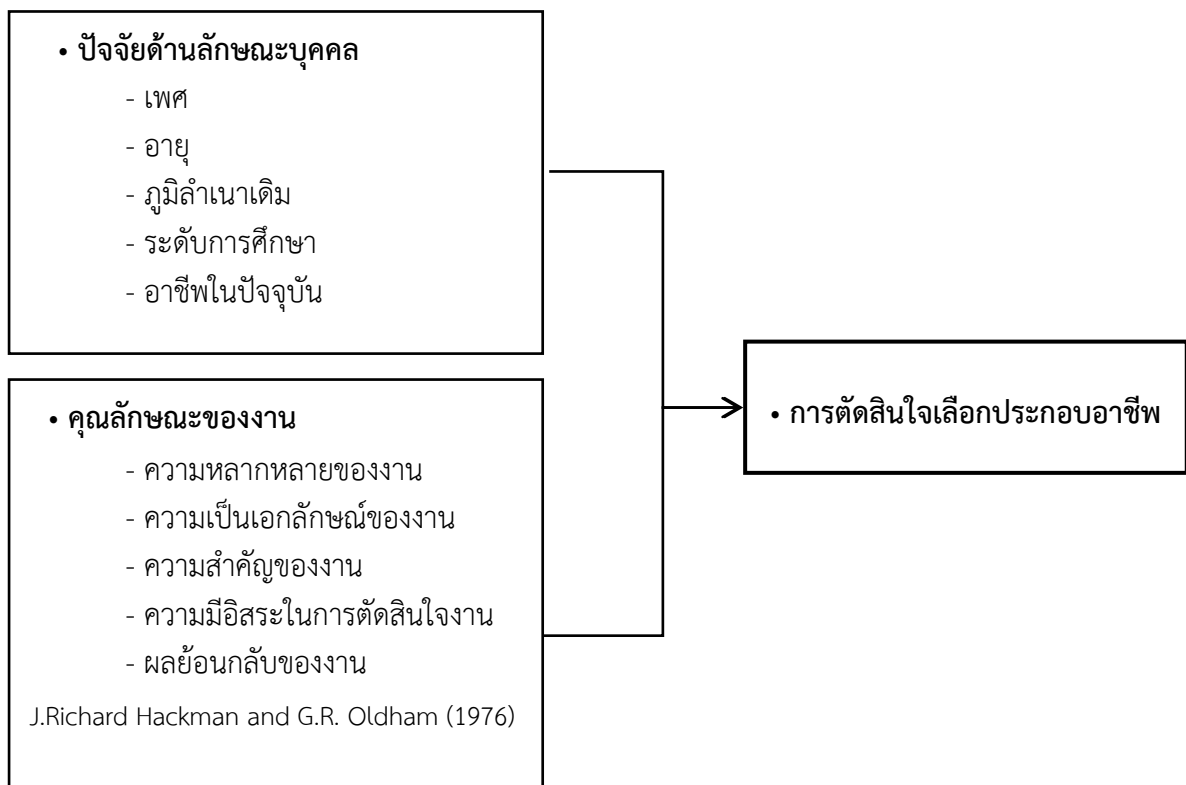 • ปัจจัยด้านลักษณะบุคคล
- เพศ
- อายุ
- ภูมิลำเนาเดิม
- ระดับการศึกษา
- อาชีพในปัจจุบัน
• คุณลักษณะของงาน
- ความหลากหลายของงาน
- ความเป็นเอกลักษณ์ของงาน
- ความสำคัญของงาน
- ความมีอิสระในการตัดสินใจงาน
- ผลย้อนกลับของงาน
J.Richard Hackman and G.R. Oldham (1976)
• การตัดสินใจเลือกประกอบอาชีพ